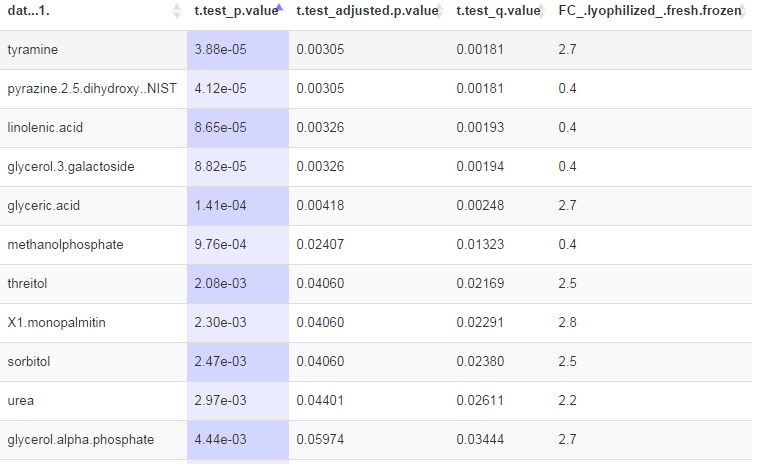 dat...1. t.test_p.value t.test_adjusted.p.value t.test_q.value FC_.lyophilized_.fresh.frozen.
tyramine 3.88e-05 0.00305 0.00181 2.7
pyrazine.2.5.dihydroxy..NIST 4.12e-05 0.00305 0.00181 0.4
linolenic.acid 8.65e-05 0.00326 0.00193 0.4
glycerol.3.galactoside 8.82e-05 0.00326 0.00194 0.4
glyceric.acid 1.41e-04 0.00418 0.00248 2.7
methanolphosphate 9.76e-04 0.02407 0.01323 0.4
threitol 2.08e-03 0.04060 0.02169 2.5
X1.monopalmitin 2.30e-03 0.04060 0.02291 2.8
sorbitol 2.47e-03 0.04060 0.02380 2.5
urea 2.97e-03 0.04401 0.02611 2.2
glycerol.alpha.phosphate 4.44e-03 0.05974 0.03444 2.7